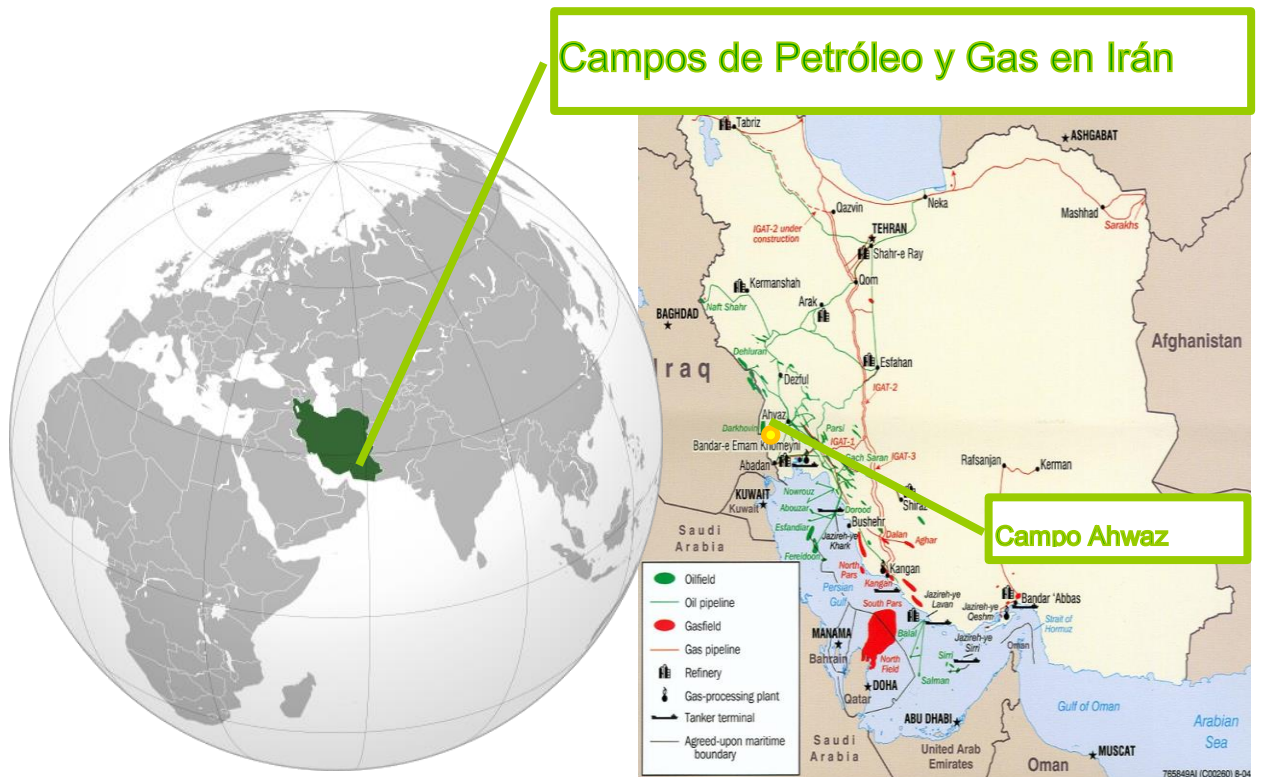 Campos de Petróleo y Gas en Irán
Tabriz
ASHGABAT
Qazvin
Neka
Mashhad
Sarakhs
IGAT-2 under
construction
TEHRAN
Shahr-e Ray
Qom
Kermanshah
Arak
Naft Shahr
BAGHDAD
Afghanistan
Dehluran
Esfahan
Iraq
Dezful
IGAT-2
Ahvaz
Darkhovin
Parsi
Bandar-e Emam Khomeyni
IGAT-1
Gach Saran
IGAT-3
Abadan
Rafsanjan
Kerman
KUWAIT
Kuwait
Nowrouz
Abouzar
Dorood
Shiraz
Esfandiar
Bushehr
Campo Ahwaz
Saudi
Arabia
Jazireh-ye
Khark
Dalan
Aghar
Fereidoon
North
Pars
Kangan
Kangan
Persian
Gulf
South Pars
Jazireh-ye
Lavan
Jazireh-ye
Qeshm
Bandar 'Abbas
Strait of
Hormuz
MANAMA
Bahrain
Balal
Jazireh-ye
Sirri
Oman
North
Field
Sirri
Salman
Qatar
DOHA
ABU DHABI
Gulf of Oman
Arabian
Sea
Saudi
Arabia
United Arab
Emirates
Oman
MUSCAT
Oilfield
Oil pipeline
Gasfield
Gas pipeline
Refinery
Gas-processing plant
Tanker terminal
Agreed-upon maritime
boundary
765849AI (C00260) 8-04